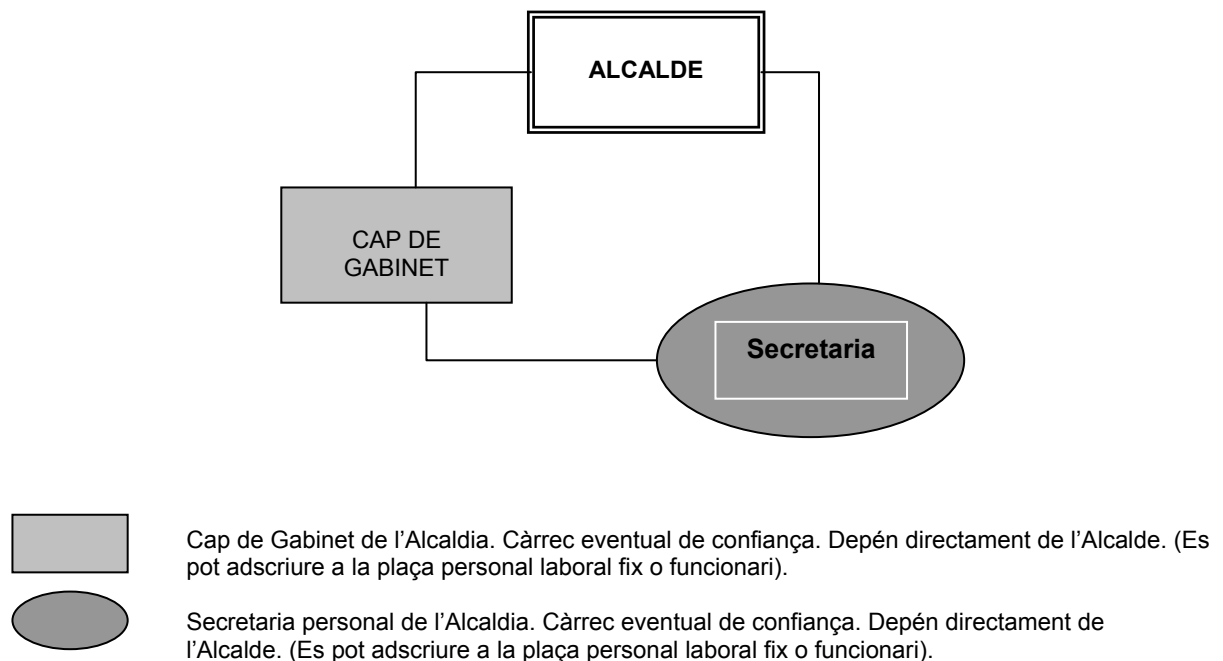 ALCALDE
CAP DE
GABINET
Secretaria
Cap de Gabinet de l’Alcaldia. Càrrec eventual de confiança. Depén directament de l’Alcalde. (Es
pot adscriure a la plaça personal laboral fix o funcionari).
Secretaria personal de l’Alcaldia. Càrrec eventual de confiança. Depén directament de
l’Alcalde. (Es pot adscriure a la plaça personal laboral fix o funcionari).